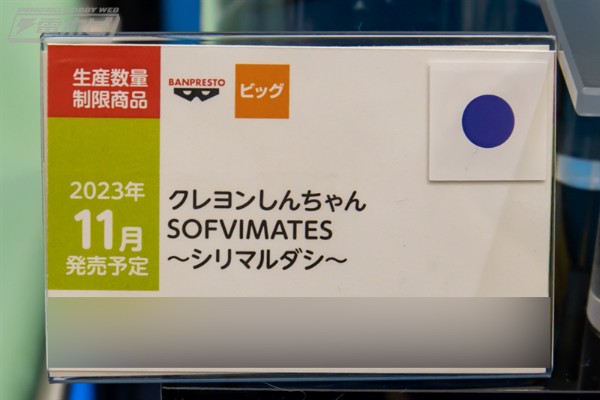 生産数量
制限商品
BANPRESTO
ビッグ
2023年
11月
発売予定
クレヨンしんちゃん
SOFVIMATES
～シリマルダシ～